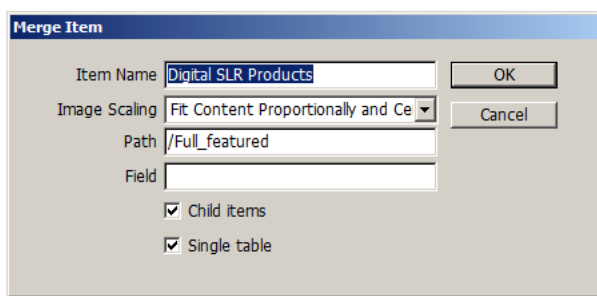 Merge Item
Item Name Digital SLR Products OK
Image Scaling Fit Content Proportionally and Ce
Cancel
Path /Full_featured
Field
Child items
Single table